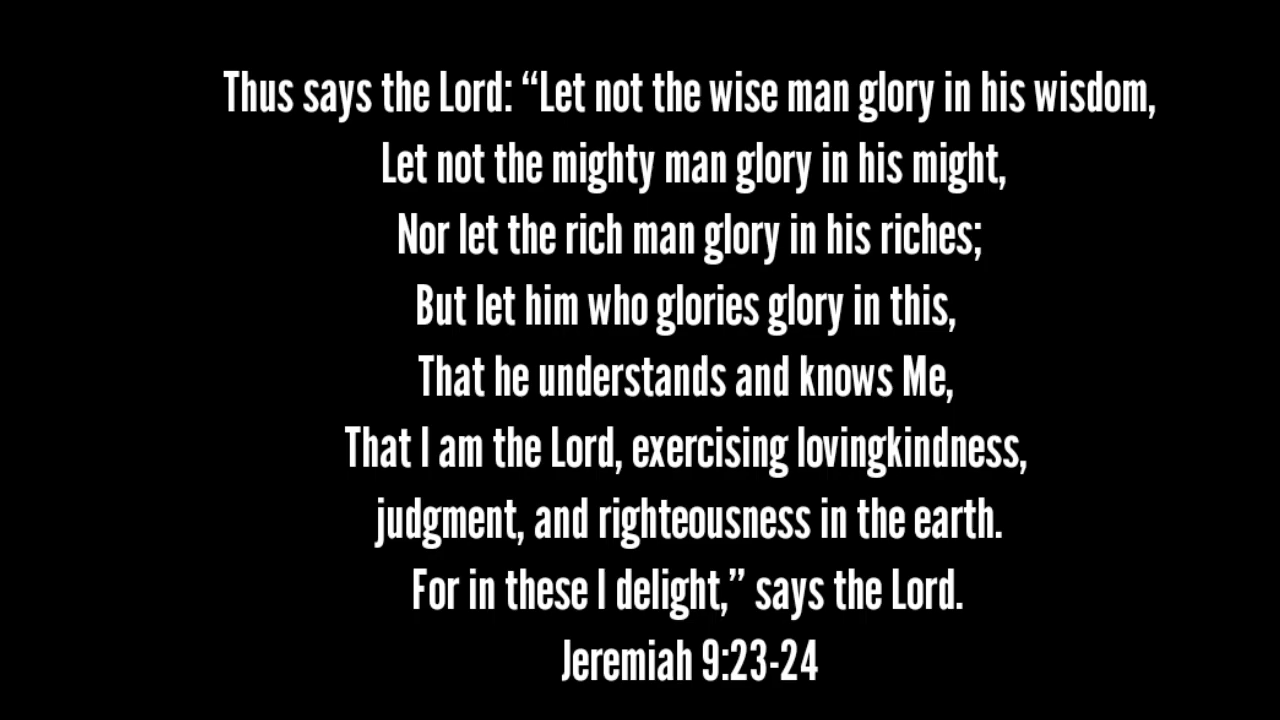 Thus says the Lord: “Let not the wise man glory in his wisdom,
Let not the mighty man glory in his might,
Nor let the rich man glory in his riches;
But let him who glories glory in this,
That he understands and knows Me,
That I am the Lord, exercising lovingkindness,
judgment, and righteousness in the earth.
For in these I delight,” says the Lord.
Jeremiah 9:23-24